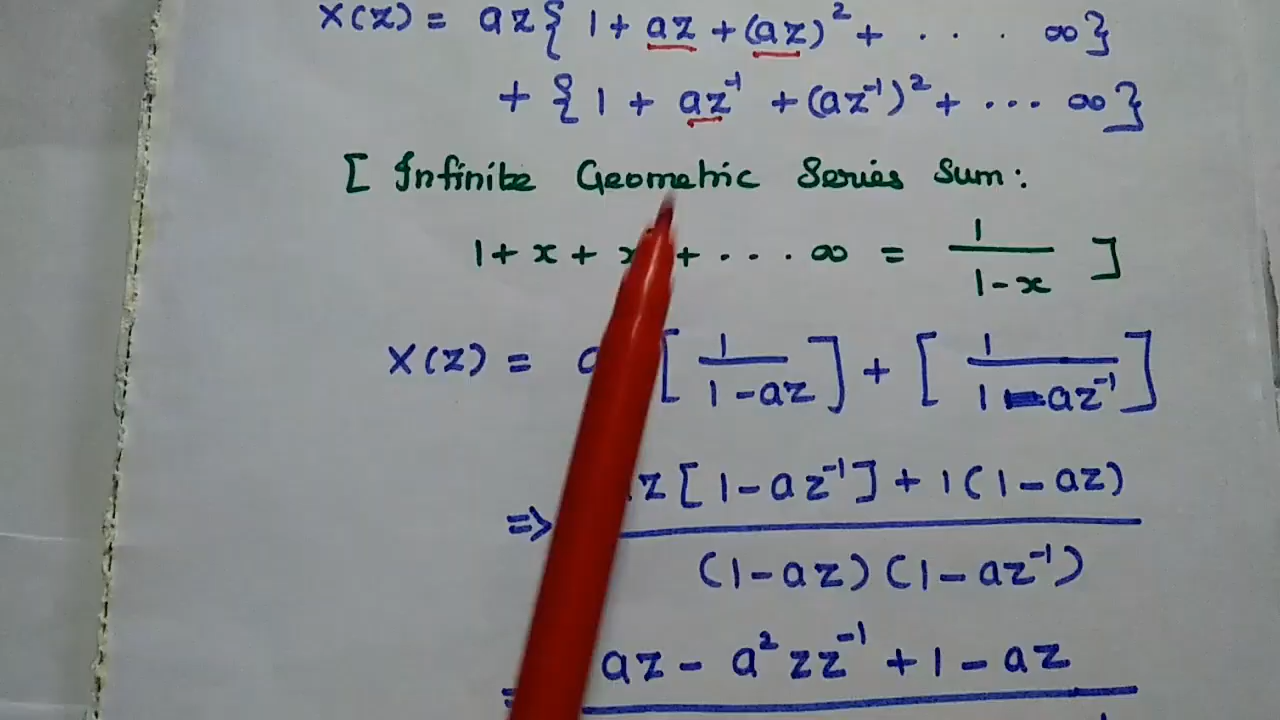 X(z) = az{ 1 + az + (az)² + . . . ∞}
+ { 1 + az⁻¹ + (az⁻¹)² + ... ∞}
[ Infinite Geometric Series Sum:
1 + x + + . . . . ∞ = 1/(1-x) ]
X(z) = [ 1/(1-az) ] + [ 1/(1-az⁻¹) ]
=> z[1-az⁻¹] + 1(1-az)
(1-az)(1-az⁻¹)
az - a²zz⁻¹ + 1 - az